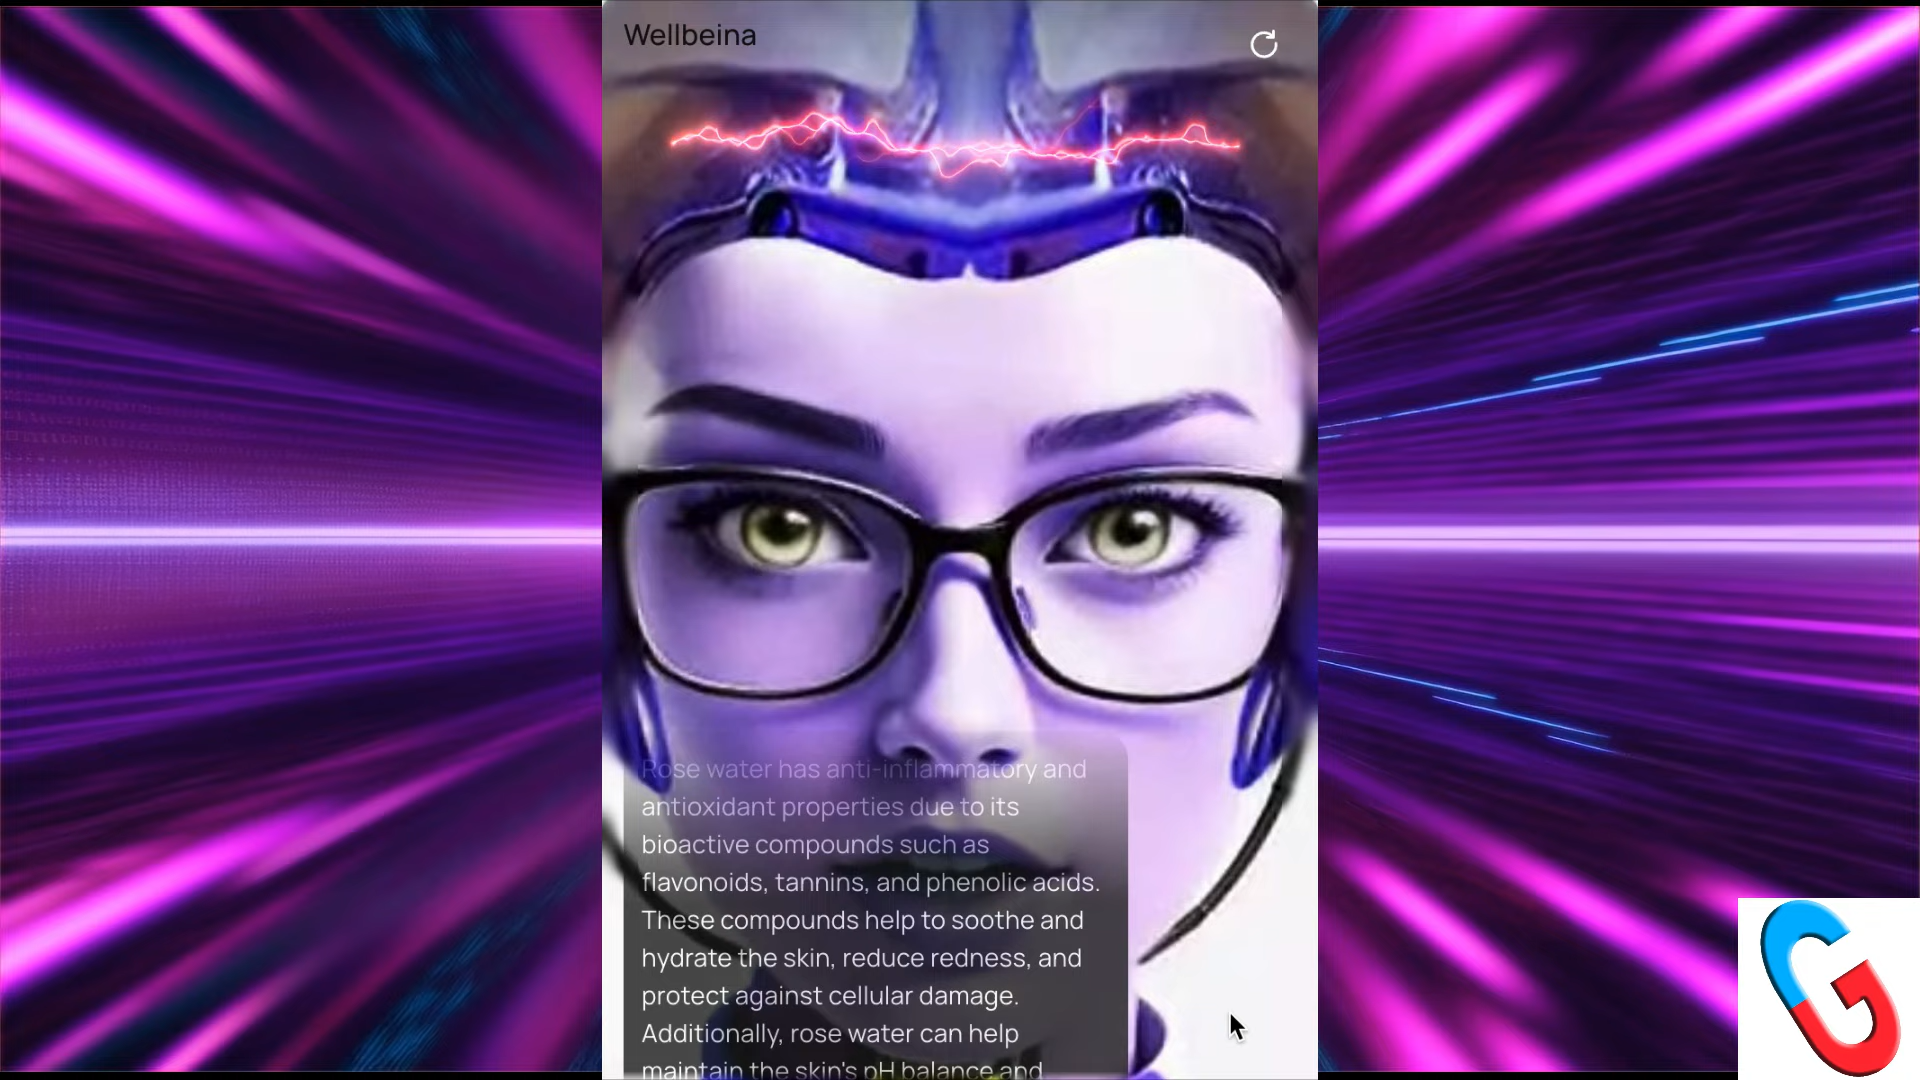 Wellbeina
Rose water has anti-inflammatory and
antioxidant properties due to its
bioactive compounds such as
flavonoids, tannins, and phenolic acids.
These compounds help to soothe and
hydrate the skin, reduce redness, and
protect against cellular damage.
Additionally, rose water can help
maintain the skin's pH balance and
G